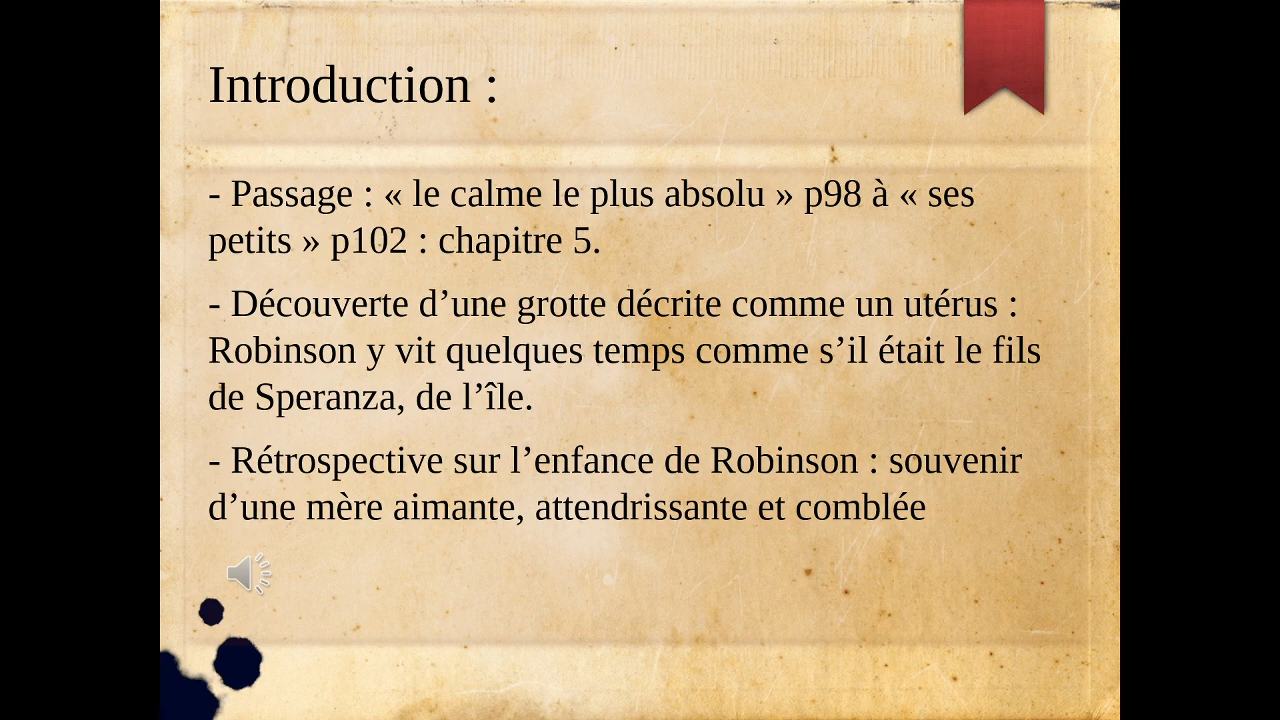 Introduction :
- Passage : « le calme le plus absolu » p98 à « ses
petits » p102 : chapitre 5.
- Découverte d’une grotte décrite comme un utérus :
Robinson y vit quelques temps comme s’il était le fils
de Speranza, de l’île.
- Rétrospective sur l’enfance de Robinson : souvenir
d’une mère aimante, attendrissante et comblée